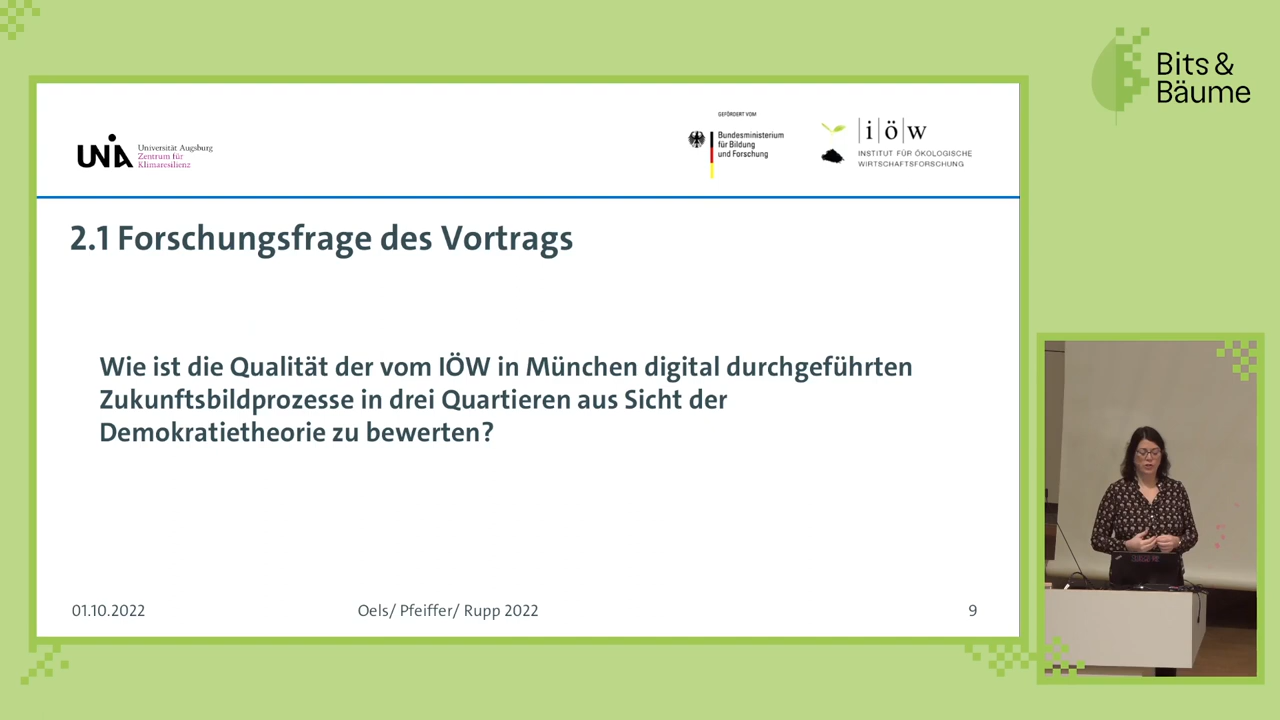 Bits &
Bäume
UNIA
Universität Augsburg
Zentrum für
Klimaresilienz
GEFÖRDERT VOM
Bundesministerium
für Bildung
und Forschung
iöw
INSTITUT FÜR ÖKOLOGISCHE
WIRTSCHAFTSFORSCHUNG
2.1 Forschungsfrage des Vortrags
Wie ist die Qualität der vom IÖW in München digital durchgeführten
Zukunftsbildprozesse in drei Quartieren aus Sicht der
Demokratietheorie zu bewerten?
01.10.2022
Oels/ Pfeiffer/ Rupp 2022
9